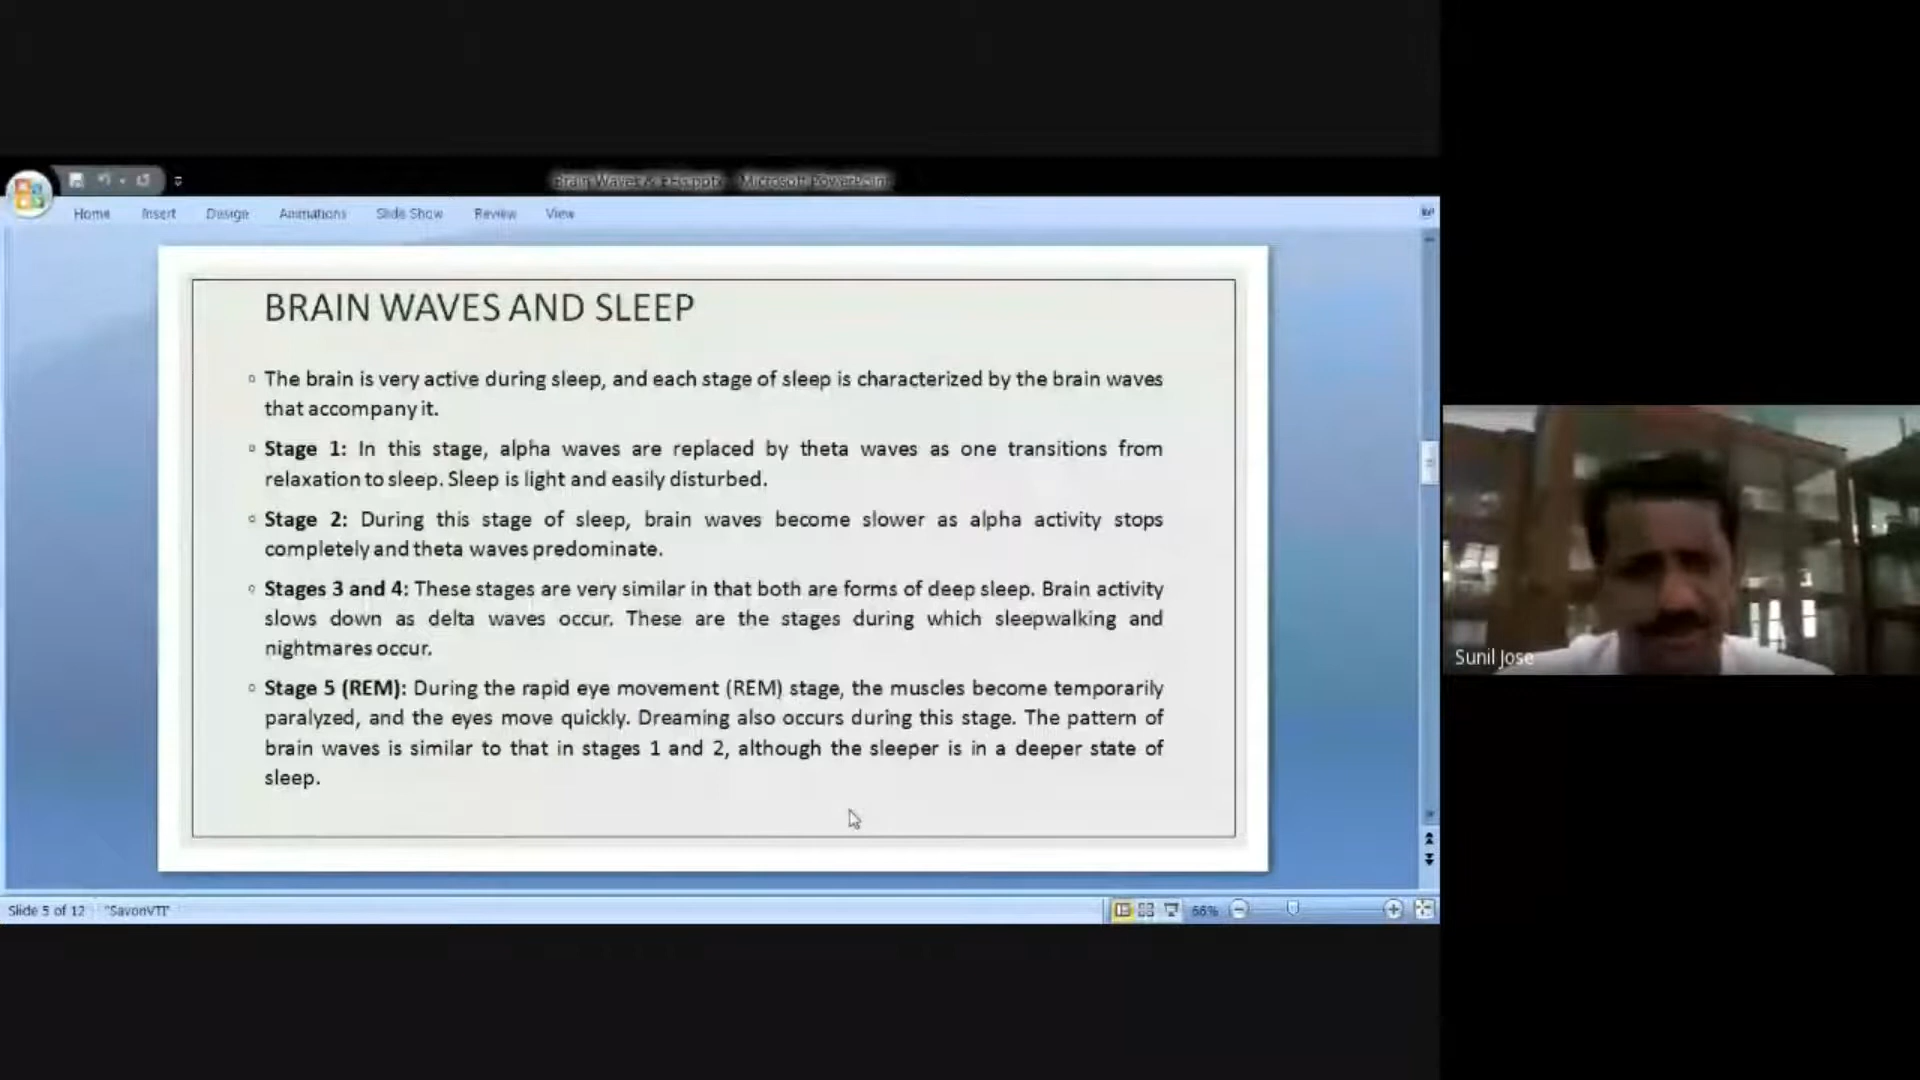 Brain Waves & EEG.pptx - Microsoft PowerPoint
Home Insert Design Animations Slide Show Review View
BRAIN WAVES AND SLEEP
The brain is very active during sleep, and each stage of sleep is characterized by the brain waves
that accompany it.
Stage 1: In this stage, alpha waves are replaced by theta waves as one transitions from
relaxation to sleep. Sleep is light and easily disturbed.
Stage 2: During this stage of sleep, brain waves become slower as alpha activity stops
completely and theta waves predominate.
Stages 3 and 4: These stages are very similar in that both are forms of deep sleep. Brain activity
slows down as delta waves occur. These are the stages during which sleepwalking and
nightmares occur.
Stage 5 (REM): During the rapid eye movement (REM) stage, the muscles become temporarily
paralyzed, and the eyes move quickly. Dreaming also occurs during this stage. The pattern of
brain waves is similar to that in stages 1 and 2, although the sleeper is in a deeper state of
sleep.
Sunil Jose
Slide 5 of 12 "SavonVTI" 66%